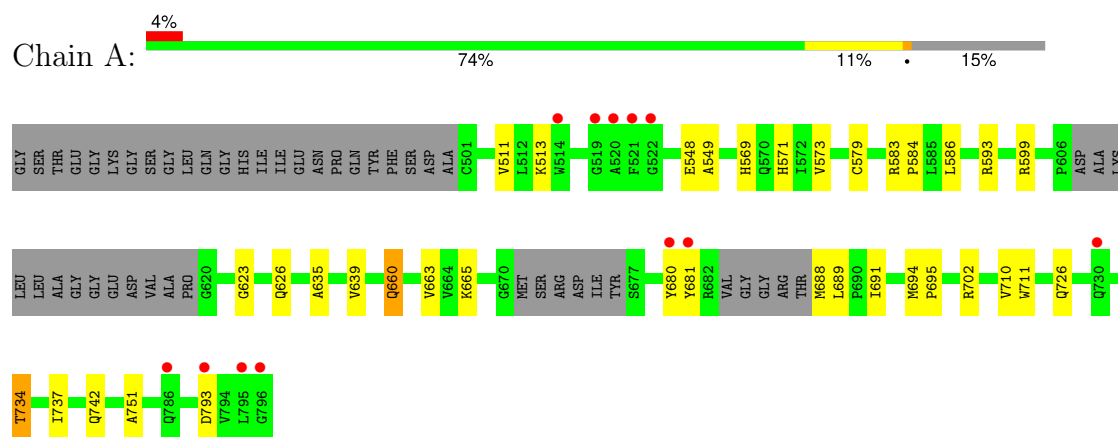 4%
Chain A:
74% 11% • 15%
GLY SER THR GLU GLY LYS GLY SER GLY LEU GLN GLY HIS ILE ILE GLU ASN PRO GLN TYR PHE SER ASP ALA C501 V511 L512 K513 W514 G519 A520 F521 G522 E548 A549 H569 Q570 H571 I572 V573 C579 R583 P584 L585 L586 R593 R599 P606 ASP ALA LYS
LEU LEU ALA GLY GLY GLU ASP VAL ALA PRO G620 G623 Q626 A635 V639 Q660 V663 V664 K665 G670 MET SER ARG ASP ILE TYR S677 Y680 Y681 R682 VAL GLY GLY ARG THR M688 L689 P690 I691 M694 P695 R702 V710 W711 Q726 Q730
T734 I737 Q742 A751 Q786 D793 V794 L795 G796